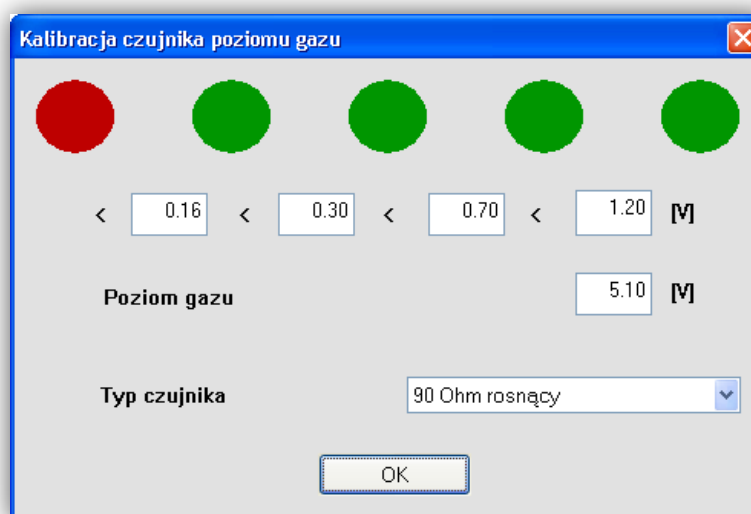 Kalibracja czujnika poziomu gazu
< 0.16 < 0.30 < 0.70 < 1.20 [V]
Poziom gazu 5.10 [V]
Typ czujnika 90 Ohm rosnący
OK